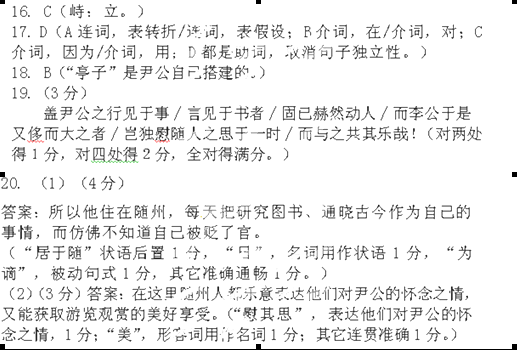 16. C（峙：立。）
17. D（A 连词，表转折/连词，表假设；B 介词，在/介词，对；C
介词，因为/介词，用；D 都是助词，取消句子独立性。）
18. B（“亭子”是尹公自己搭建的。）
19. （3 分）
盖尹公之行见于事／言见于书者／固已赫然动人／而李公于是
又侈而大之者／岂独慰随人之思于一时／而与之共其乐哉！（对两处
得 1 分，对四处得 2 分，全对得满分。）
20. （1）（4 分）
答案：所以他住在随州，每天把研究图书、通晓古今作为自己的
事情，而仿佛不知道自己被贬了官。
（“居于随”状语后置 1 分，“日”，名词用作状语 1 分，“为
谪”，被动句式 1 分，其它准确通畅 1 分。）
（2）（3 分）答案：在这里随州人都乐意表达他们对尹公的怀念之情，
又能获取游览观赏的美好享受。（“慰其思”，表达他们对尹公的怀
念之情，1 分；“美”，形容词用作名词 1 分；其它连贯准确 1 分。）